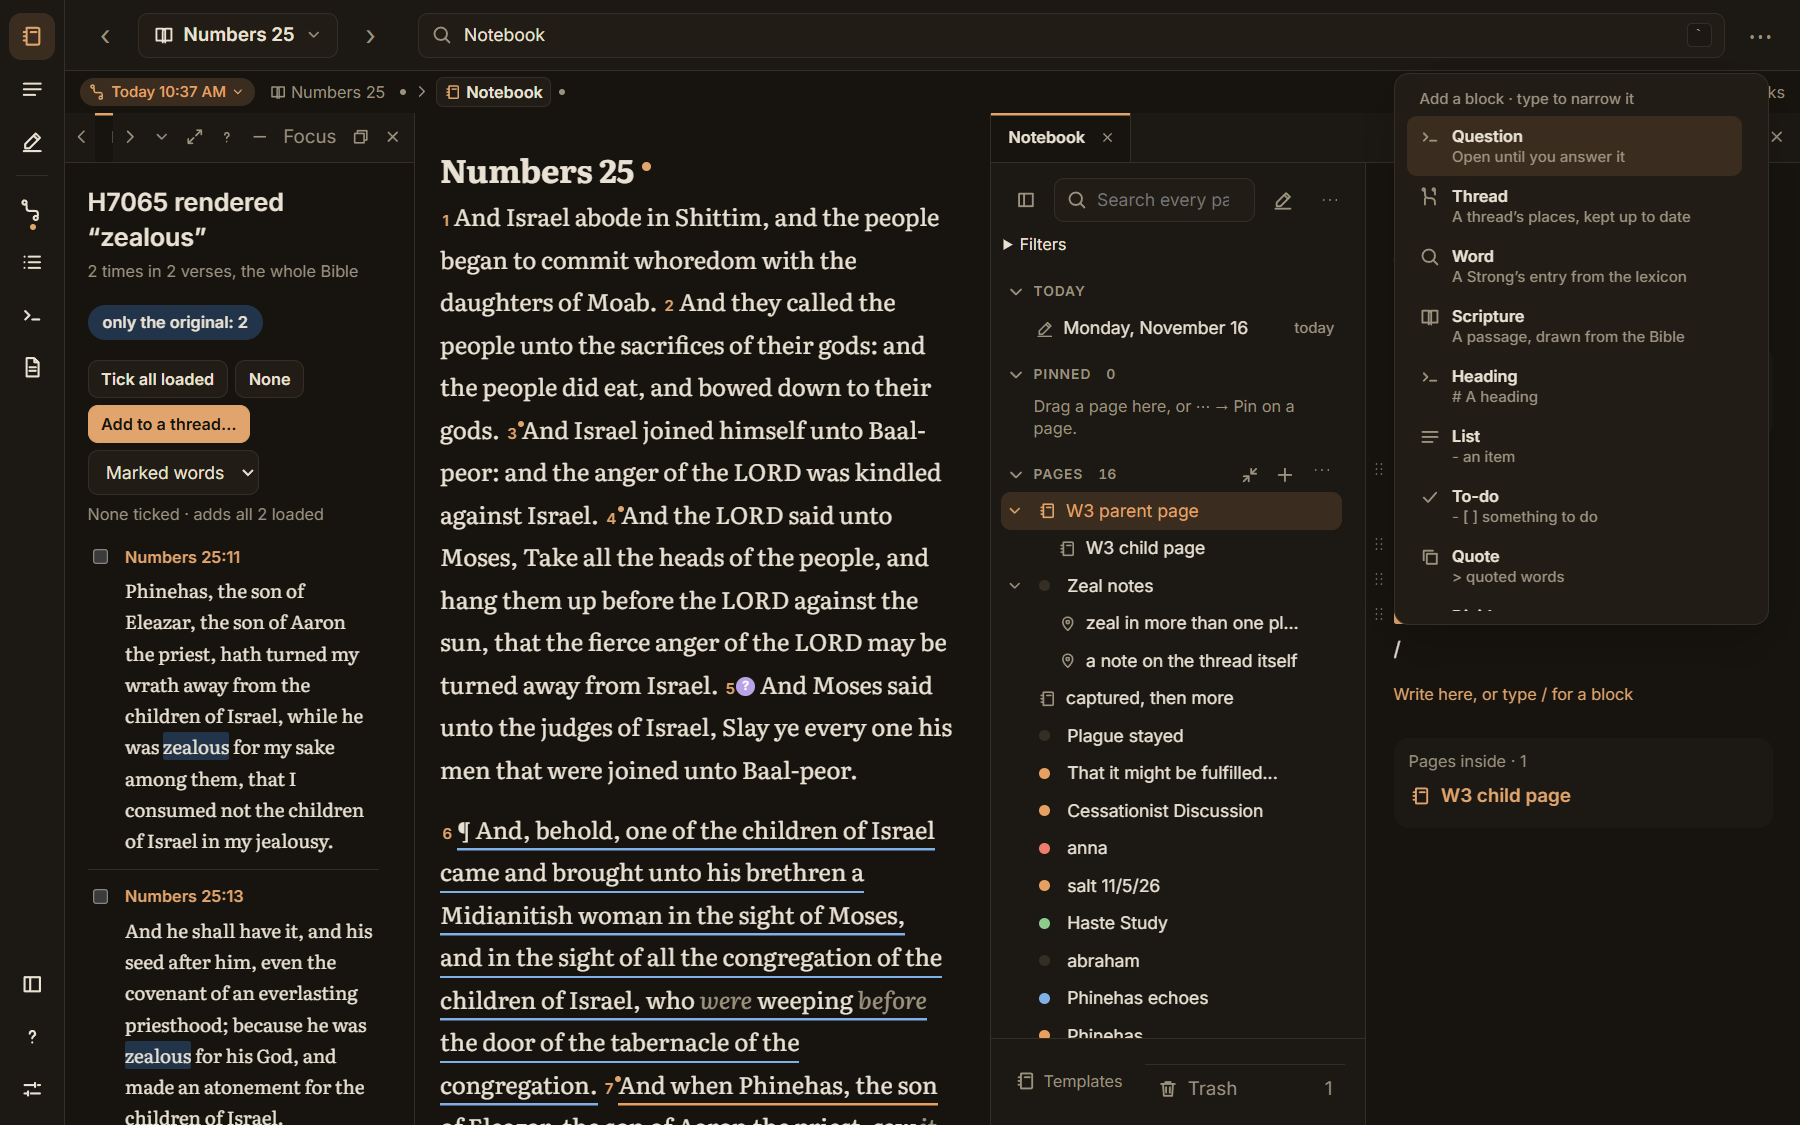 Numbers 25
Notebook
`
Today 10:37 AM
Numbers 25
Notebook
ks
Focus
H7065 rendered
“zealous”
2 times in 2 verses, the whole Bible
only the original: 2
Tick all loaded
None
Add to a thread...
Marked words
None ticked · adds all 2 loaded
Numbers 25:11
Phinehas, the son of
Eleazar, the son of Aaron
the priest, hath turned my
wrath away from the
children of Israel, while he
was zealous for my sake
among them, that I
consumed not the children
of Israel in my jealousy.
Numbers 25:13
And he shall have it, and his
seed after him, even the
covenant of an everlasting
priesthood; because he was
zealous for his God, and
made an atonement for the
children of Israel.
Numbers 25
1 And Israel abode in Shittim, and the people
began to commit whoredom with the
daughters of Moab. 2 And they called the
people unto the sacrifices of their gods: and
the people did eat, and bowed down to their
gods. 3 And Israel joined himself unto Baal-
peor: and the anger of the LORD was kindled
against Israel. 4 And the LORD said unto
Moses, Take all the heads of the people, and
hang them up before the LORD against the
sun, that the fierce anger of the LORD may be
turned away from Israel. 5 ? And Moses said
unto the judges of Israel, Slay ye every one his
men that were joined unto Baal-peor.
6 ¶ And, behold, one of the children of Israel
came and brought unto his brethren a
Midianitish woman in the sight of Moses,
and in the sight of all the congregation of the
children of Israel, who were weeping before
the door of the tabernacle of the
congregation. 7 And when Phinehas, the son
of Eleazar, the son of Aaron the priest, saw it
Notebook
Search every pa
Filters
TODAY
Monday, November 16
today
PINNED 0
Drag a page here, or ··· → Pin on a
page.
PAGES 16
W3 parent page
W3 child page
Zeal notes
zeal in more than one pl...
a note on the thread itself
captured, then more
Plague stayed
That it might be fulfilled...
Cessationist Discussion
anna
salt 11/5/26
Haste Study
abraham
Phinehas echoes
Phinehas
Templates
Trash
1
Add a block · type to narrow it
Question
Open until you answer it
Thread
A thread’s places, kept up to date
Word
A Strong’s entry from the lexicon
Scripture
A passage, drawn from the Bible
Heading
# A heading
List
- an item
To-do
- [ ] something to do
Quote
> quoted words
/
Write here, or type / for a block
Pages inside · 1
W3 child page